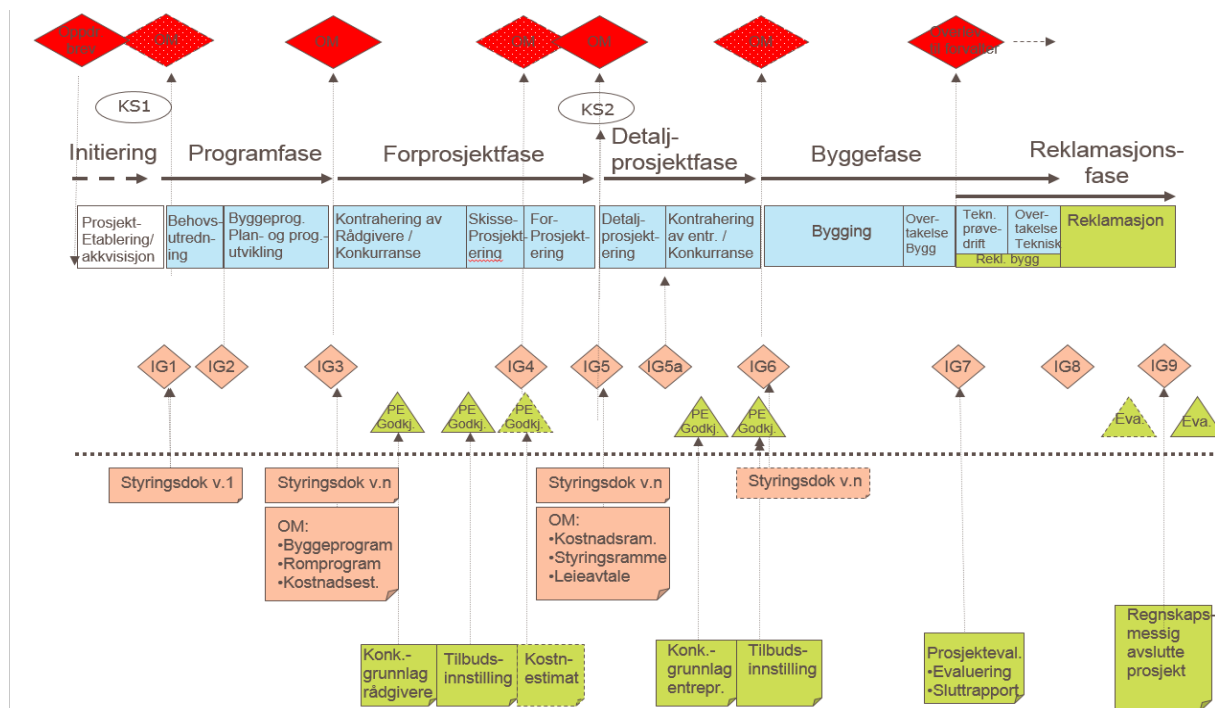 Oppdr.
brev
OM
OM
OM
OM
OM
til forvalter
KS1
KS2
Initiering
Programfase
Forprosjektfase
Detalj-
prosjektfase
Byggefase
Reklamasjons-
fase
Prosjekt-
Etablering/
akkvisisjon
Behovs-
utredn-
ing
Byggeprog.
Plan- og prog.-
utvikling
Kontrahering av
Rådgivere /
Konkurranse
Skisse-
Prosjekt-
ering
For-
Prosjekt-
ering
Detalj-
prosjekt-
ering
Kontrahering
av entr. /
Konkurranse
Bygging
Over-
takelse
Bygg
Tekn.
prøve-
drift
Over-
takelse
Teknisk
Rekl. bygg
Reklamasjon
IG1
IG2
IG3
IG4
IG5
IG5a
IG6
IG7
IG8
IG9
PE
Godkj.
PE
Godkj.
PE
Godkj.
PE
Godkj.
PE
Godkj.
Eva.
Eva.
Styringsdok v.1
Styringsdok v.n
Styringsdok v.n
Styringsdok v.n
OM:
•Byggeprogram
•Romprogram
•Kostnadsest.
OM:
•Kostnadsram.
•Styringsramme
•Leieavtale
Konk.-
grunnlag
rådgivere
Tilbuds-
innstilling
Kostn-
estimat
Konk.-
grunnlag
entrepr.
Tilbuds-
innstilling
Prosjekteval.
•Evaluering
•Sluttrapport
Regnskaps-
messig
avslutte
prosjekt